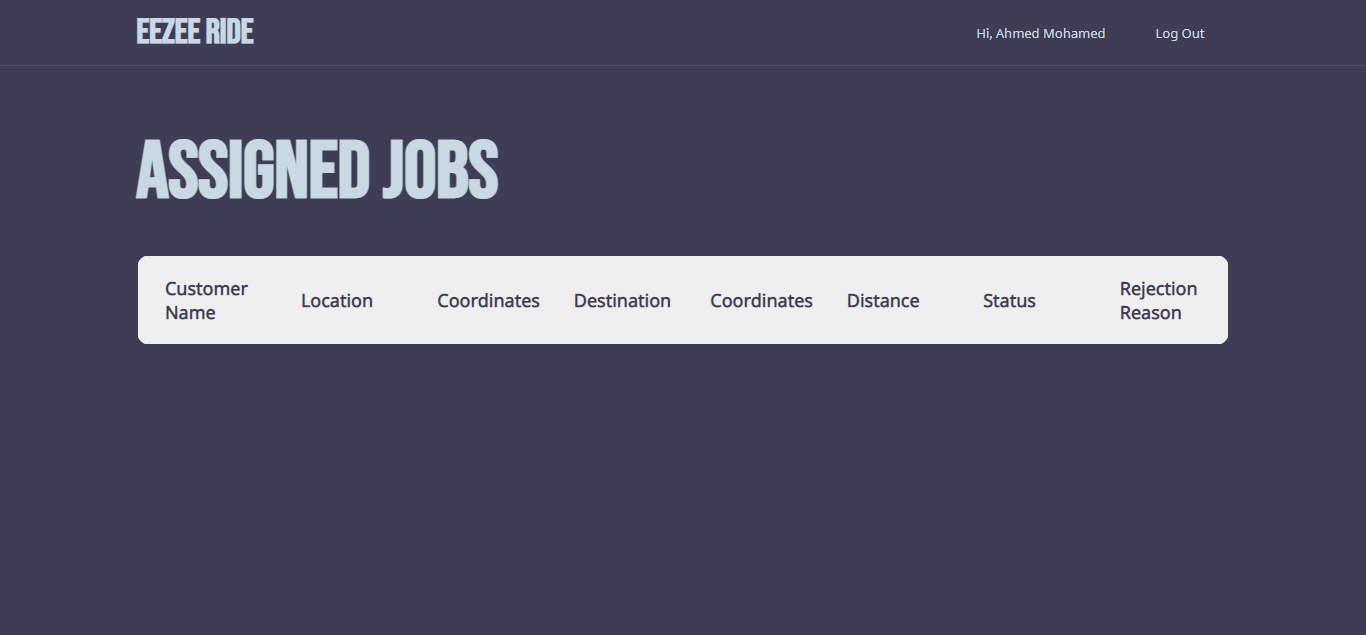 EEZEE RIDE
Hi, Ahmed Mohamed
Log Out
ASSIGNED JOBS
Customer Name
Location
Coordinates
Destination
Coordinates
Distance
Status
Rejection Reason